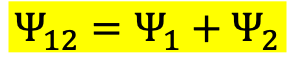 Ψ₁₂ = Ψ₁ + Ψ₂